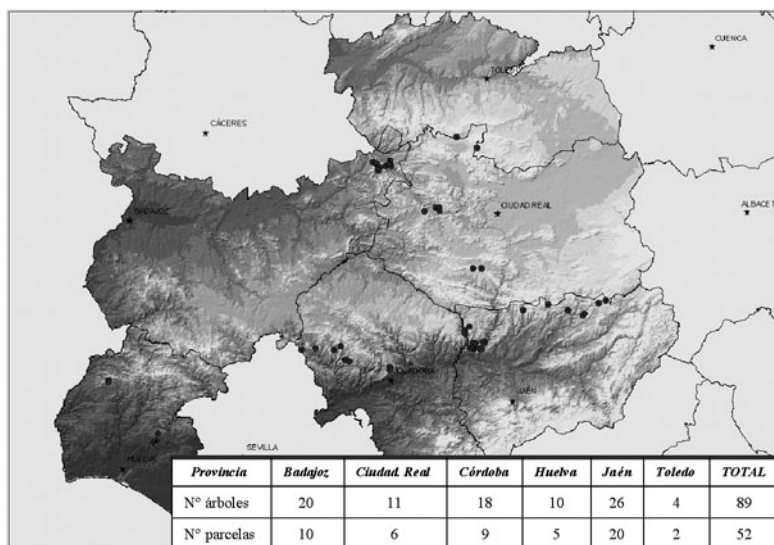 CUENCA
TOLEDO
CÁCERES
BADAJOZ
CIUDAD REAL
ALBACET
CÓRDOBA
JAÉN
SEVILLA
HUELVA
Provincia Badajoz Ciudad. Real Córdoba Huelva Jaén Toledo TOTAL
Nº árboles 20 11 18 10 26 4 89
Nº parcelas 10 6 9 5 20 2 52